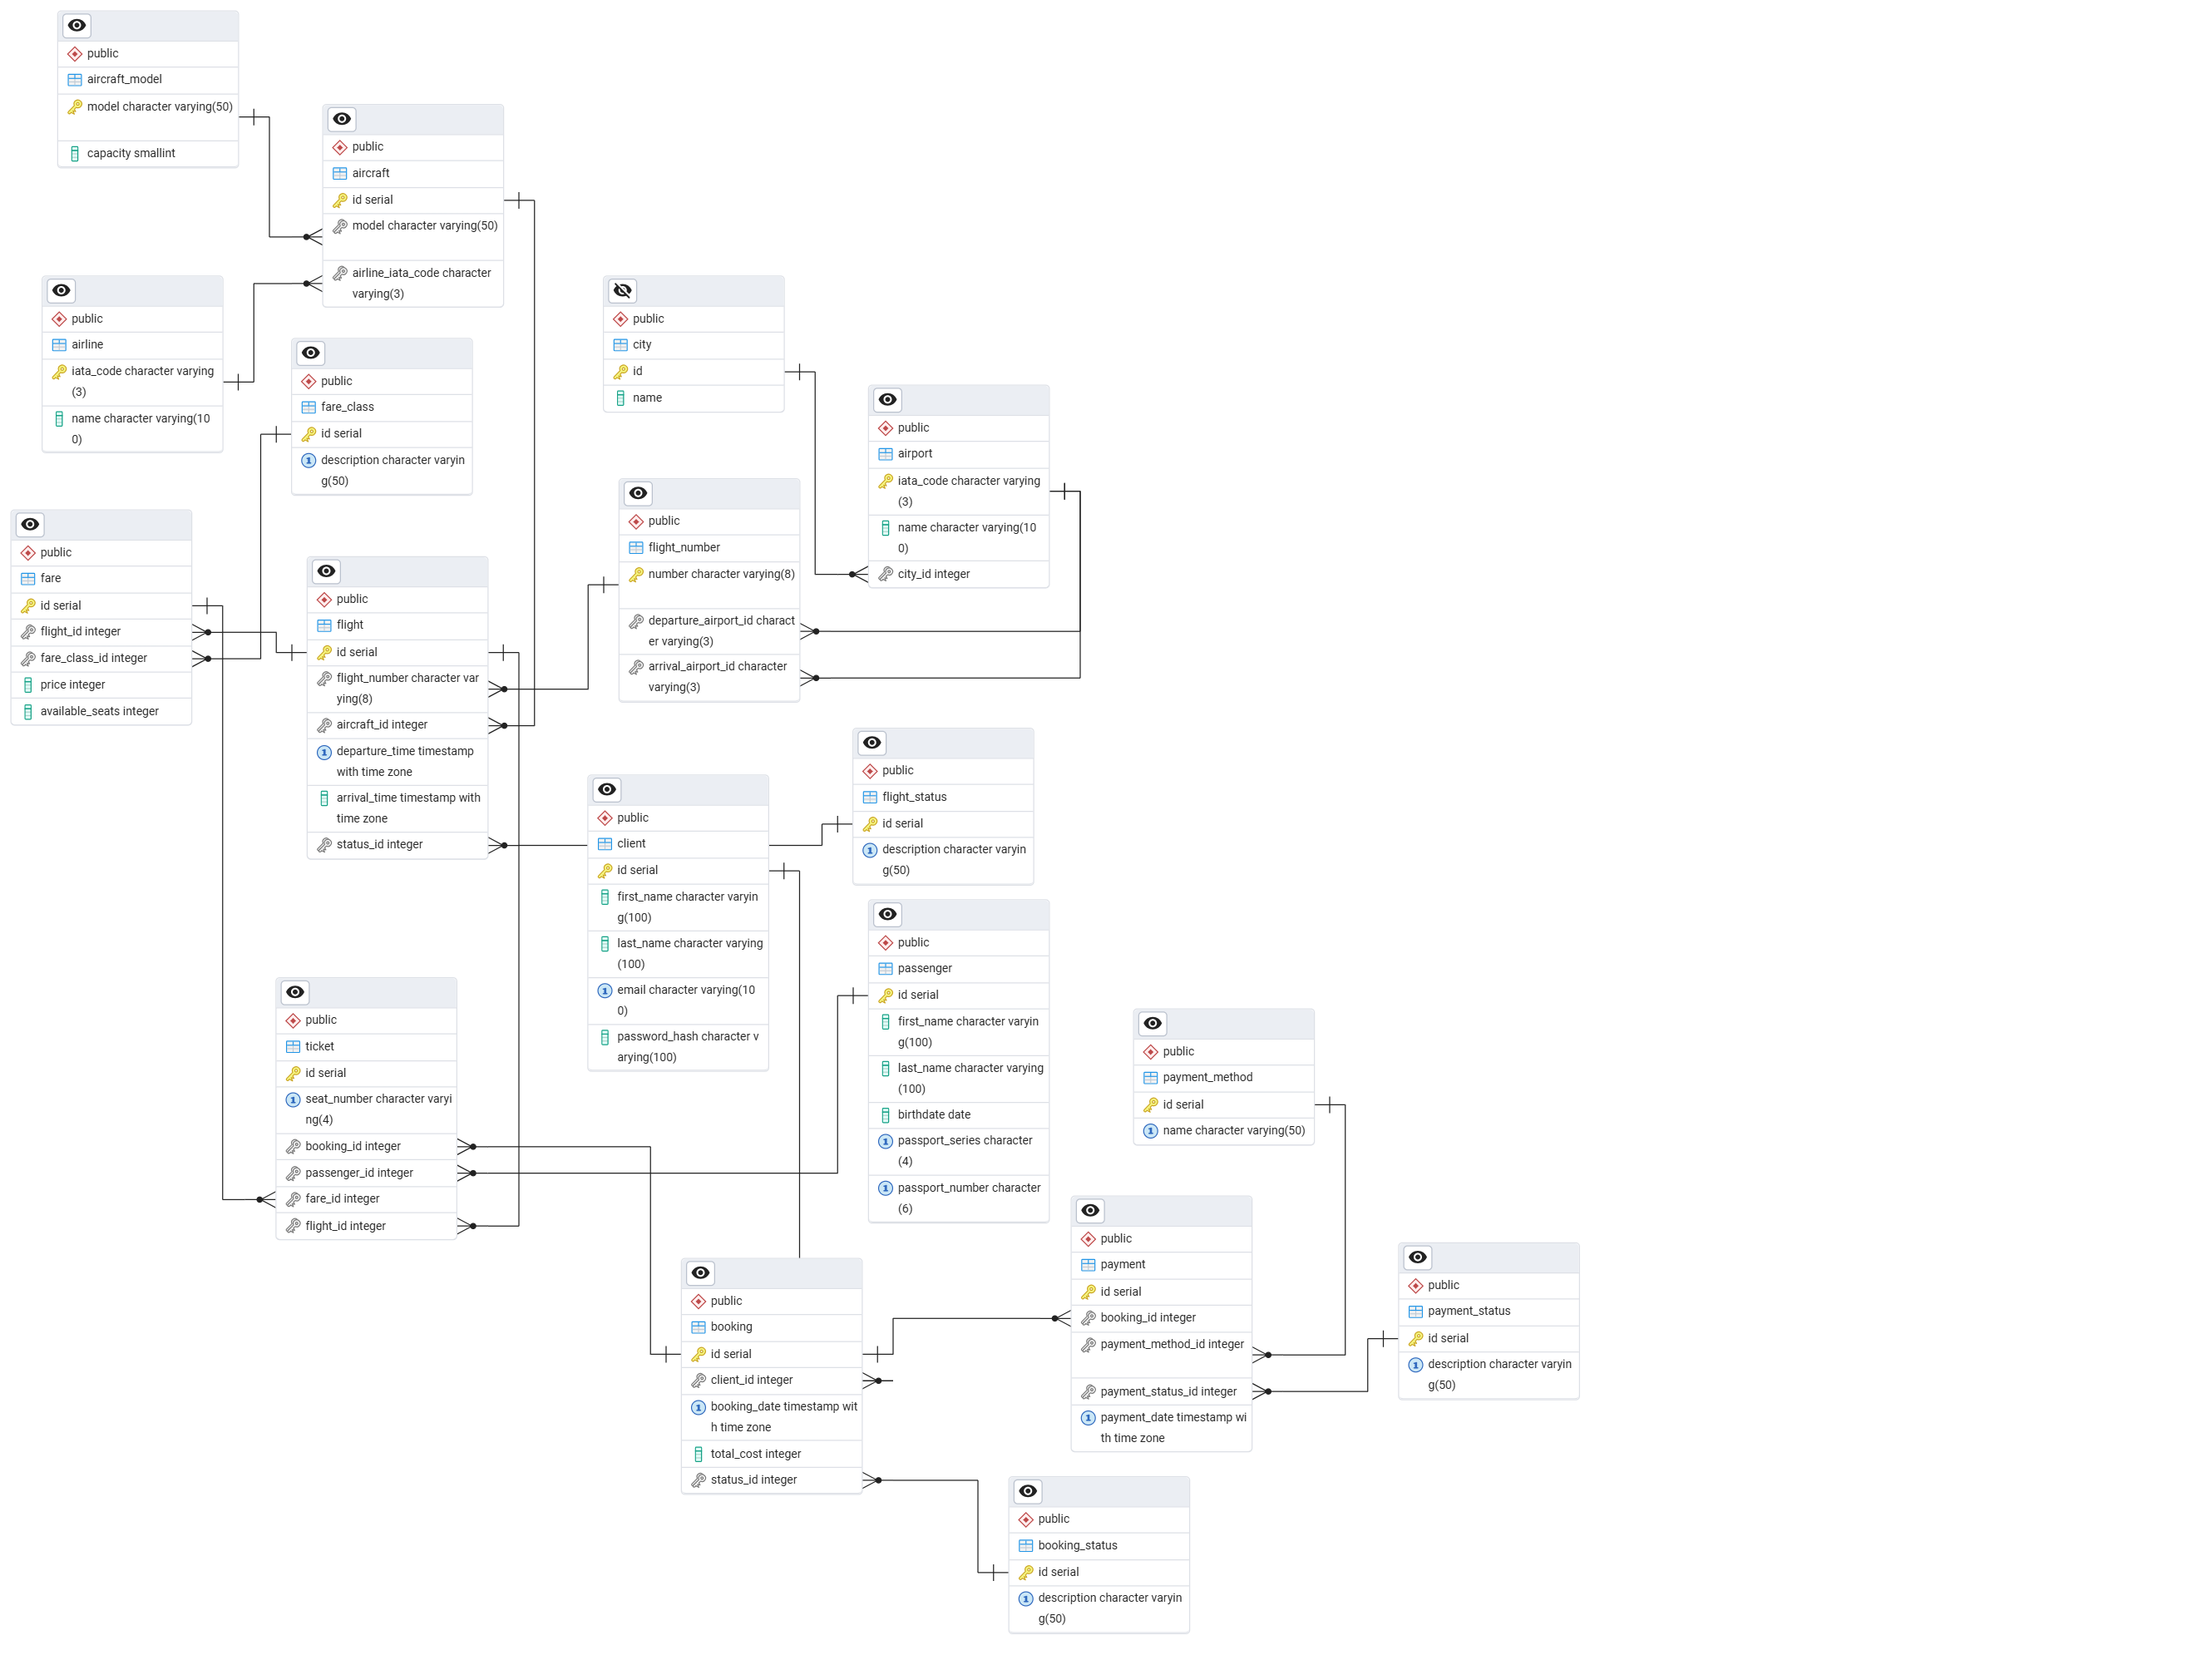 public
aircraft_model
model character varying(50)
capacity smallint
public
aircraft
id serial
model character varying(50)
airline_iata_code character
varying(3)
public
airline
iata_code character varying
(3)
name character varying(10
0)
public
fare_class
id serial
description character varyin
g(50)
public
city
id
name
public
airport
iata_code character varying
(3)
name character varying(10
0)
city_id integer
public
flight_number
number character varying(8)
departure_airport_id charact
er varying(3)
arrival_airport_id character
varying(3)
public
fare
id serial
flight_id integer
fare_class_id integer
price integer
available_seats integer
public
flight
id serial
flight_number character var
ying(8)
aircraft_id integer
departure_time timestamp
with time zone
arrival_time timestamp with
time zone
status_id integer
public
flight_status
id serial
description character varyin
g(50)
public
client
id serial
first_name character varyin
g(100)
last_name character varying
(100)
email character varying(10
0)
password_hash character v
arying(100)
public
passenger
id serial
first_name character varyin
g(100)
last_name character varying
(100)
birthdate date
passport_series character
(4)
passport_number character
(6)
public
ticket
id serial
seat_number character varyi
ng(4)
booking_id integer
passenger_id integer
fare_id integer
flight_id integer
public
payment_method
id serial
name character varying(50)
public
payment
id serial
booking_id integer
payment_method_id integer
payment_status_id integer
payment_date timestamp wi
th time zone
public
payment_status
id serial
description character varyin
g(50)
public
booking
id serial
client_id integer
booking_date timestamp wit
h time zone
total_cost integer
status_id integer
public
booking_status
id serial
description character varyin
g(50)